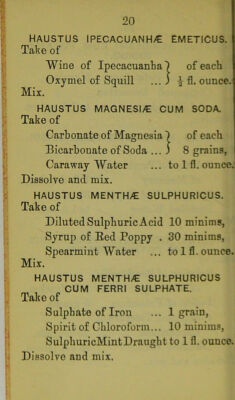 20
HAUSTUS IPECACUANHÆ EMETICUS.
Take of
Wine of Ipecacuanha } of each
Oxymel of Squill ... } ½ fl. ounce.
Mix.
HAUSTUS MAGNESIÆ CUM SODA.
Take of
Carbonate of Magnesia } of each
Bicarbonate of Soda ... } 8 grains,
Caraway Water ... to 1 fl. ounce.
Dissolve and mix.
HAUSTUS MENTHÆ SULPHURICUS.
Take of
Diluted Sulphuric Acid 10 minims,
Syrup of Red Poppy . 30 minims,
Spearmint Water ... to 1 fl. ounce.
Mix.
HAUSTUS MENTHÆ SULPHURICUS
CUM FERRI SULPHATE.
Take of
Sulphate of Iron ... 1 grain,
Spirit of Chloroform... 10 minims,
SulphuricMintDraught to 1 fl. ounce.
Dissolve and mix.